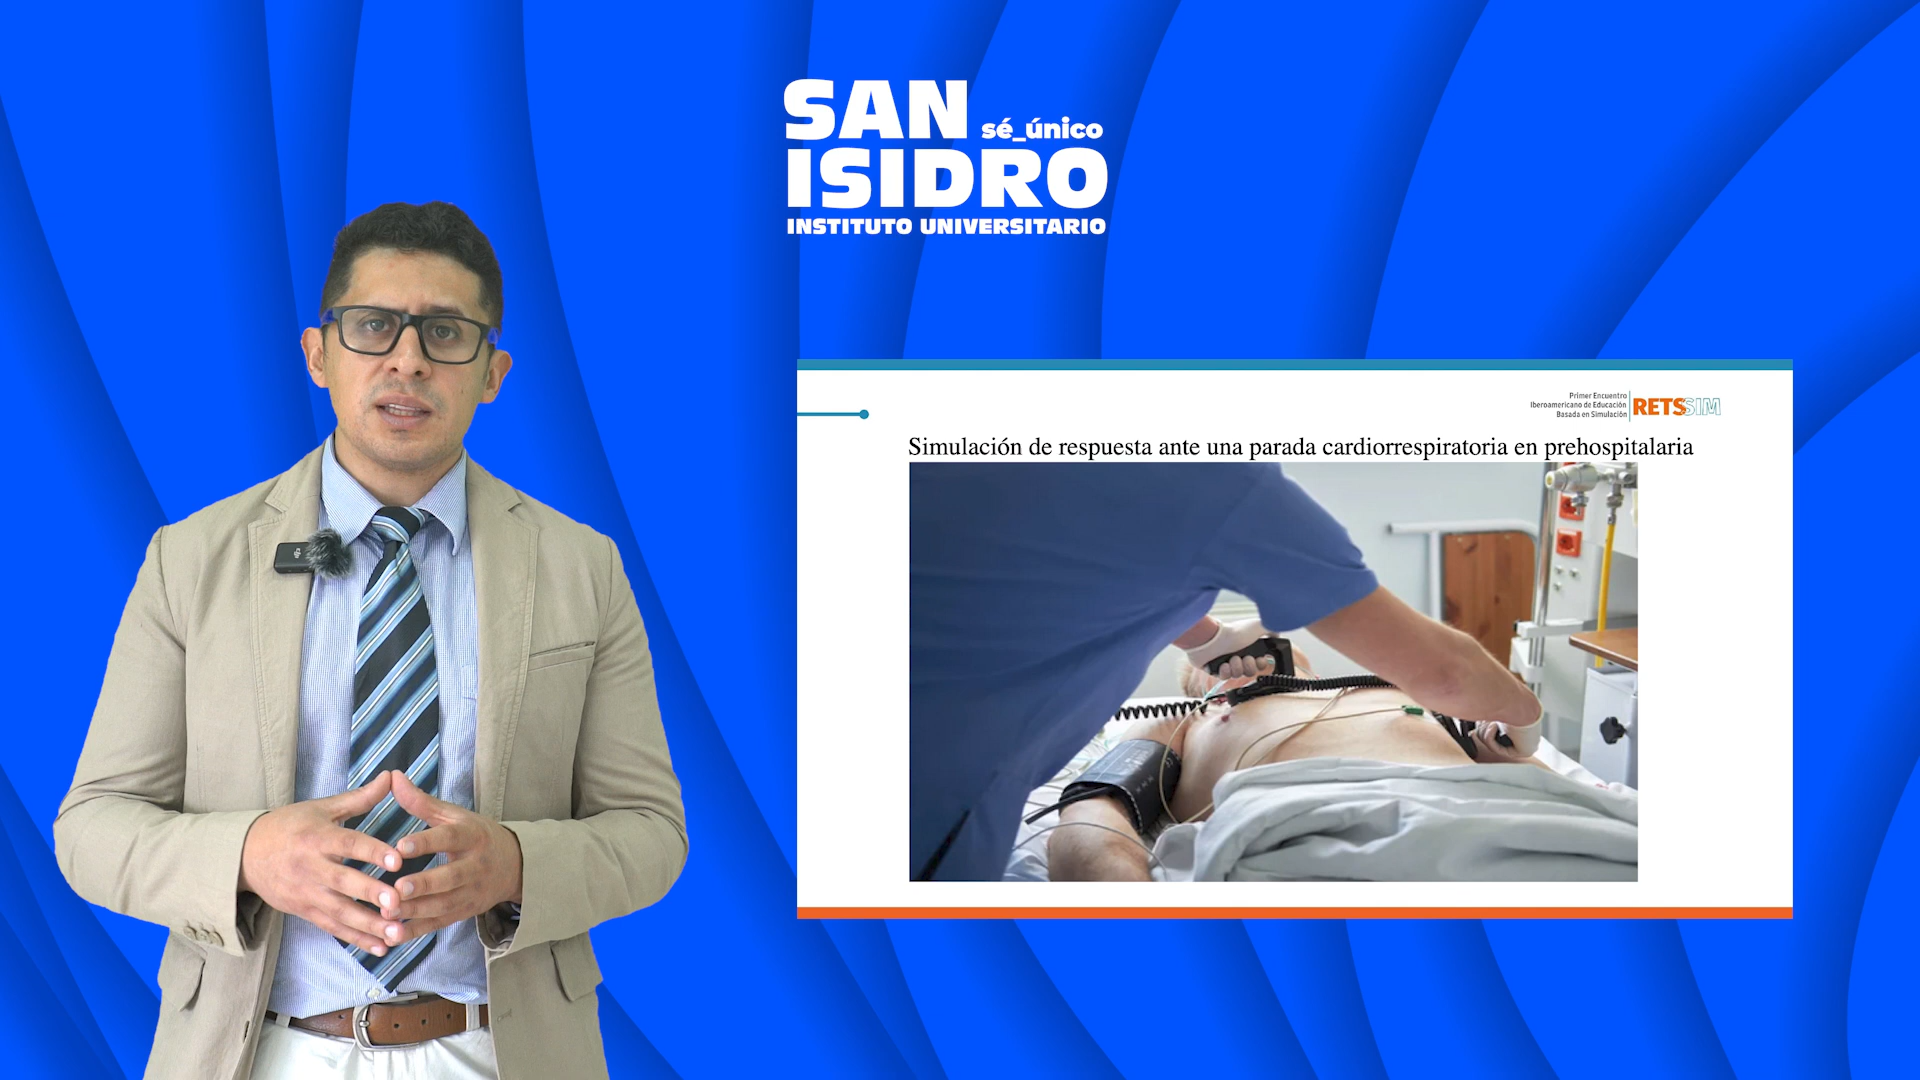 SAN sé_único
ISIDRO
INSTITUTO UNIVERSITARIO
Primer Encuentro
Iberoamericano de Educación
Basada en Simulación
RETSSIM
Simulación de respuesta ante una parada cardiorrespiratoria en prehospitalaria